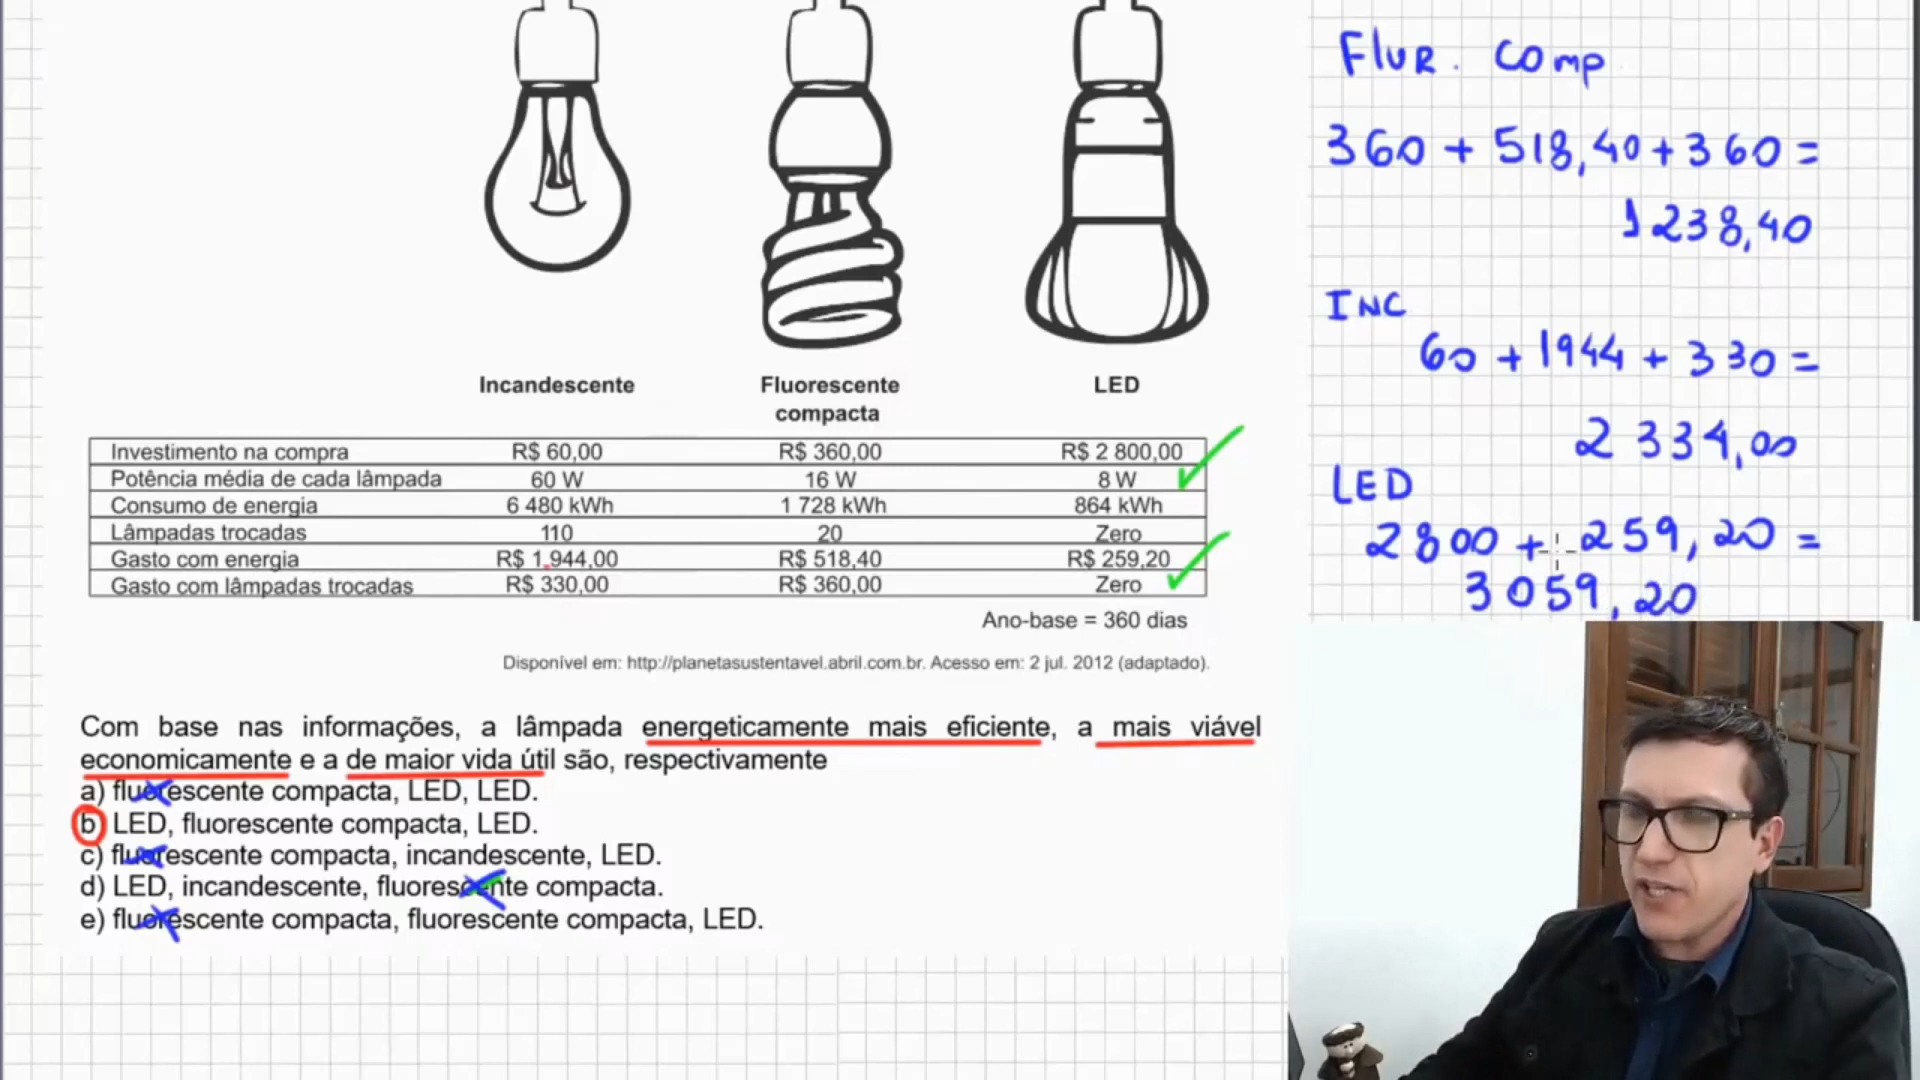 Incandescente Fluorescente compacta LED
Investimento na compra R$ 60,00 R$ 360,00 R$ 2 800,00
Potência média de cada lâmpada 60 W 16 W 8 W
Consumo de energia 6 480 kWh 1 728 kWh 864 kWh
Lâmpadas trocadas 110 20 Zero
Gasto com energia R$ 1.944,00 R$ 518,40 R$ 259,20
Gasto com lâmpadas trocadas R$ 330,00 R$ 360,00 Zero
Ano-base = 360 dias
Disponível em: http://planetasustentavel.abril.com.br. Acesso em: 2 jul. 2012 (adaptado).
Com base nas informações, a lâmpada energeticamente mais eficiente, a mais viável
economicamente e a de maior vida útil são, respectivamente
a) fluorescente compacta, LED, LED.
b) LED, fluorescente compacta, LED.
c) fluorescente compacta, incandescente, LED.
d) LED, incandescente, fluorescente compacta.
e) fluorescente compacta, fluorescente compacta, LED.
FluR. Comp
360 + 518,40 + 360 =
1238,40
INC
60 + 1944 + 330 =
2 334,00
LED
2800 + 259,20 =
3059,20